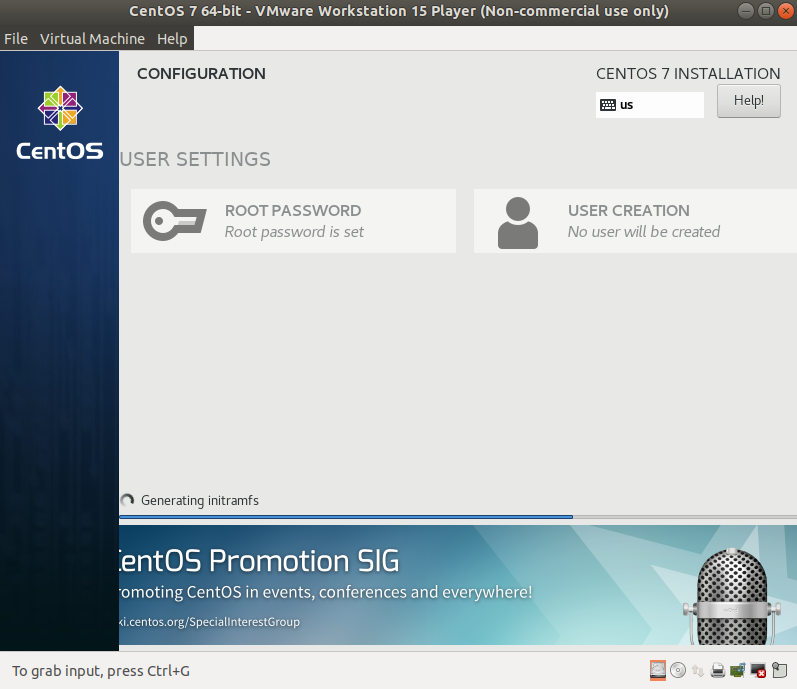 CentOS 7 64-bit - VMware Workstation 15 Player (Non-commercial use only)
File Virtual Machine Help
CONFIGURATION
CENTOS 7 INSTALLATION
us
Help!
CentOS
USER SETTINGS
ROOT PASSWORD
Root password is set
USER CREATION
No user will be created
Generating initramfs
CentOS Promotion SIG
romoting CentOS in events, conferences and everywhere!
ki.centos.org/SpecialInterestGroup
To grab input, press Ctrl+G